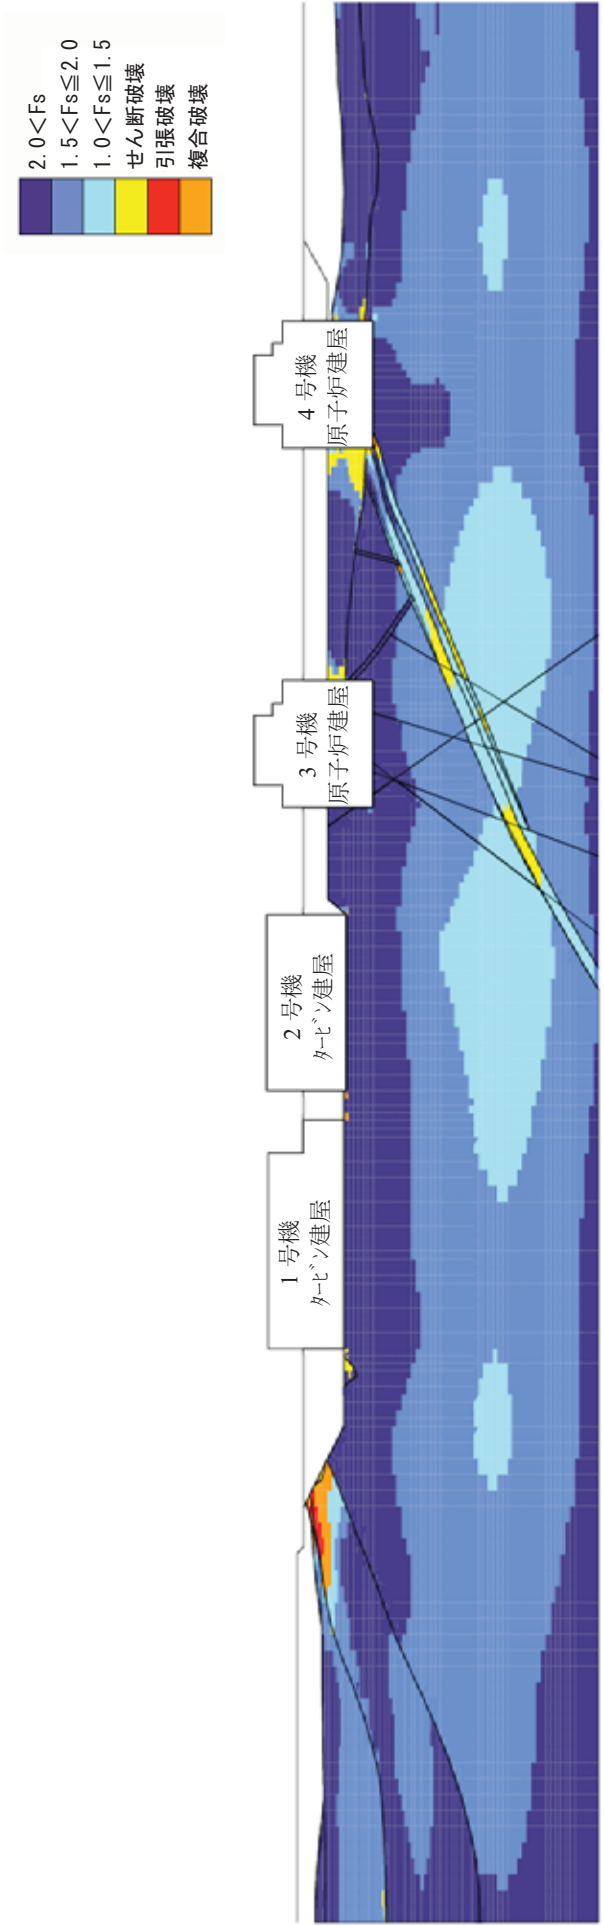 2.0<Fs
1.5<Fs≦2.0
1.0<Fs≦1.5
せん断破壊
引張破壊
複合破壊
1 号機
タービン建屋
2 号機
タービン建屋
3 号機
原子炉建屋
4 号機
原子炉建屋